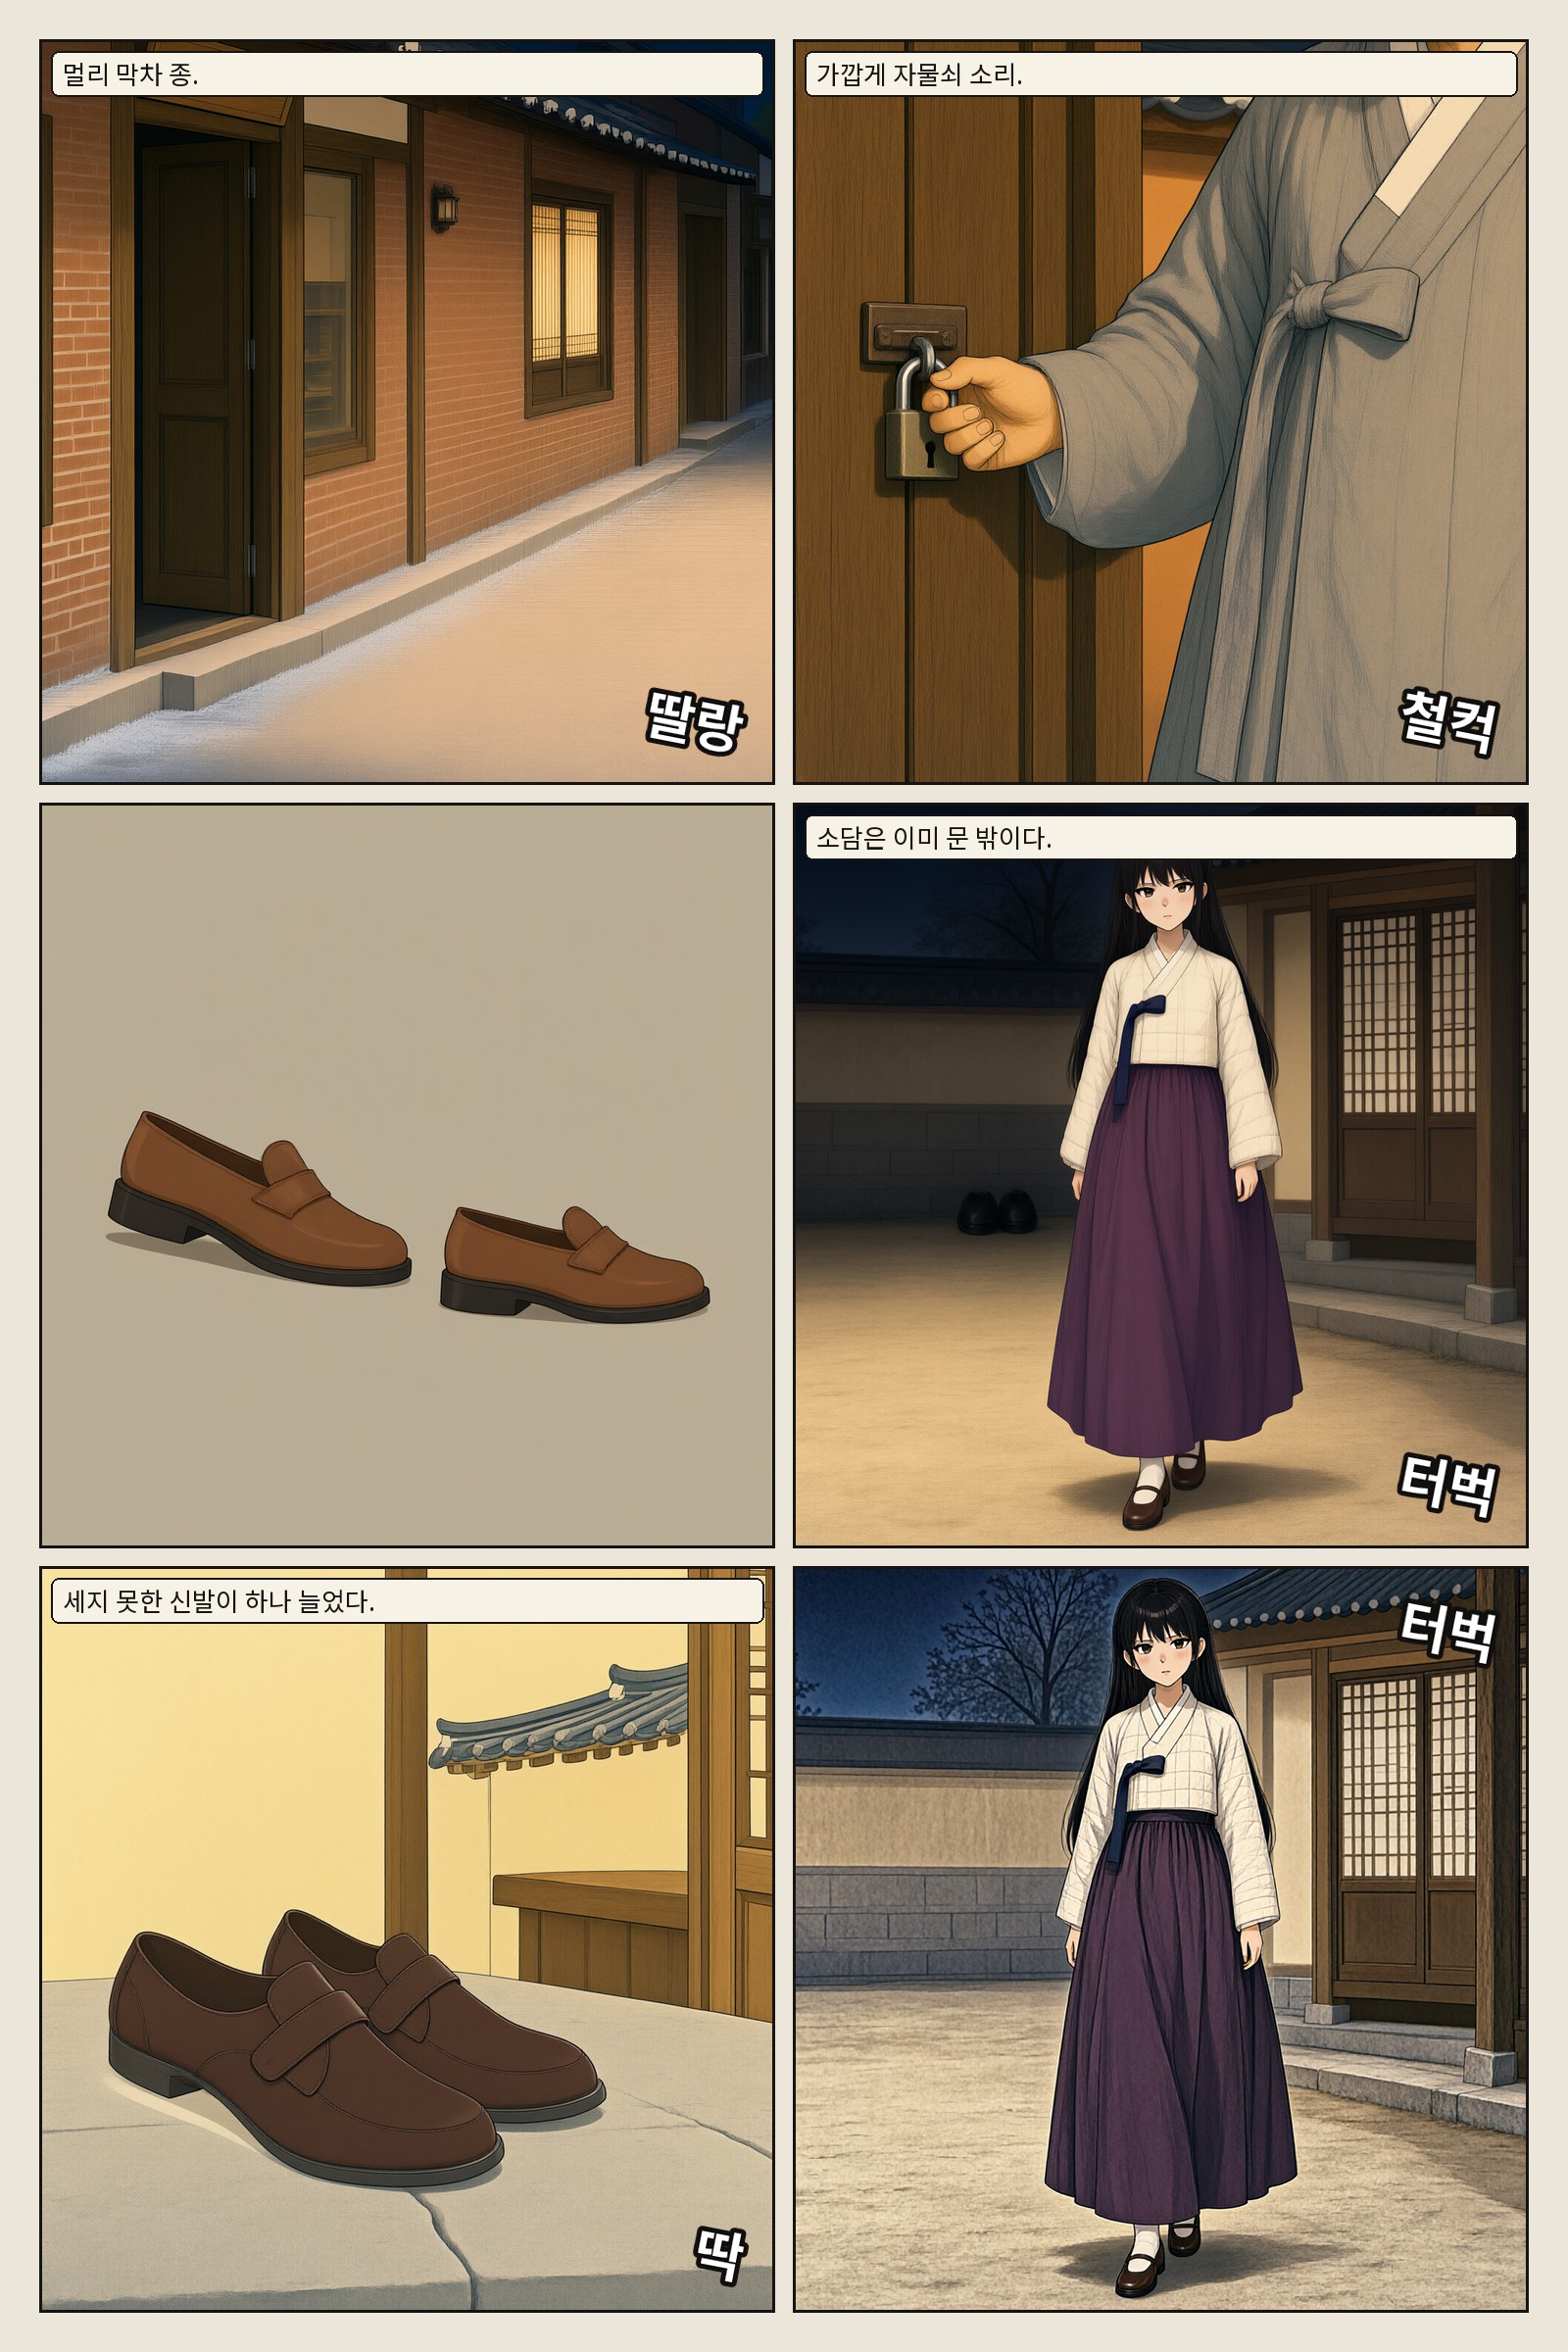 멀리 막차 종.
딸랑
가깝게 자물쇠 소리.
철컥
소담은 이미 문 밖이다.
터벅
세지 못한 신발이 하나 늘었다.
딱
터벅